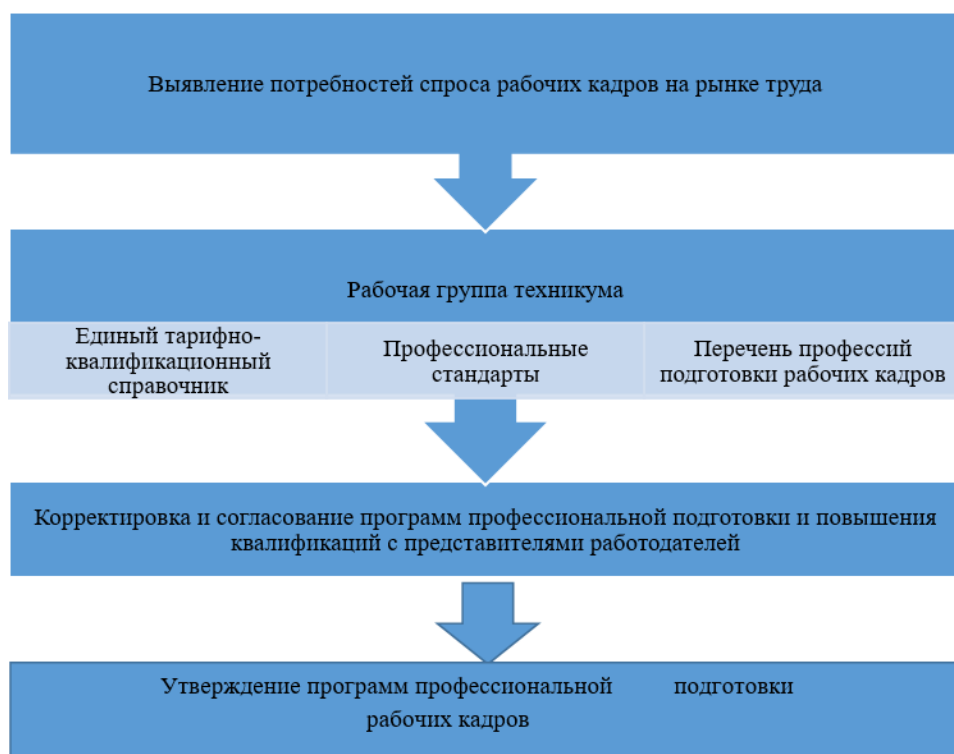 Выявление потребностей спроса рабочих кадров на рынке труда
Рабочая группа техникума
Единый тарифно-
квалификационный
справочник
Профессиональные
стандарты
Перечень профессий
подготовки рабочих кадров
Корректировка и согласование программ профессиональной подготовки и повышения
квалификаций с представителями работодателей
Утверждение программ профессиональной подготовки
рабочих кадров